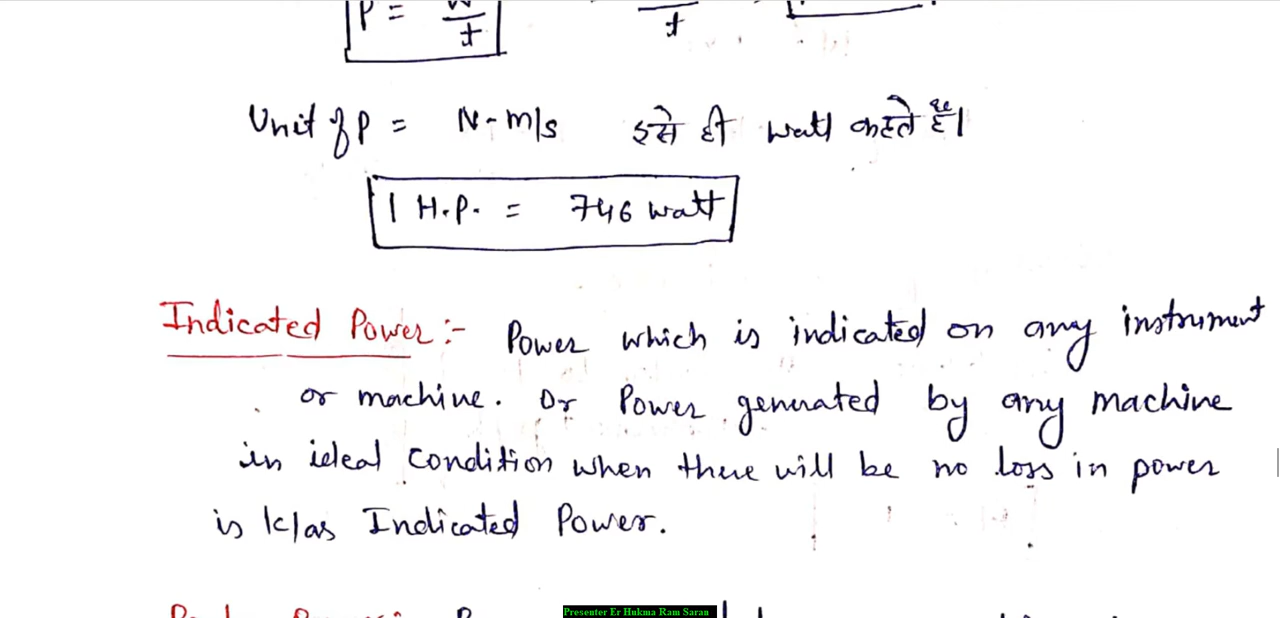 P = W/t
t
Unit of P = N-m/s इसे ही watt कहते हैं।
1 H.P. = 746 watt
Indicated Power:- Power which is indicated on any instrument
or machine. Or Power generated by any machine
in ideal condition when there will be no loss in power
is k/as Indicated Power.
Presenter Er Hukma Ram Saran